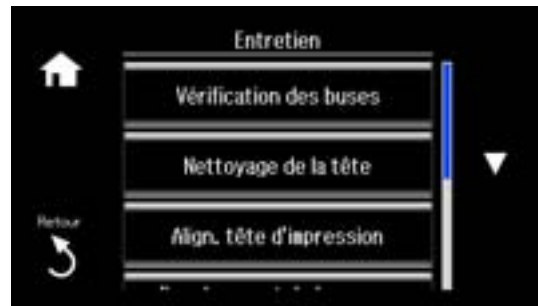 Entretien
Vérification des buses
Nettoyage de la tête
Retour
Align. tête d'impression